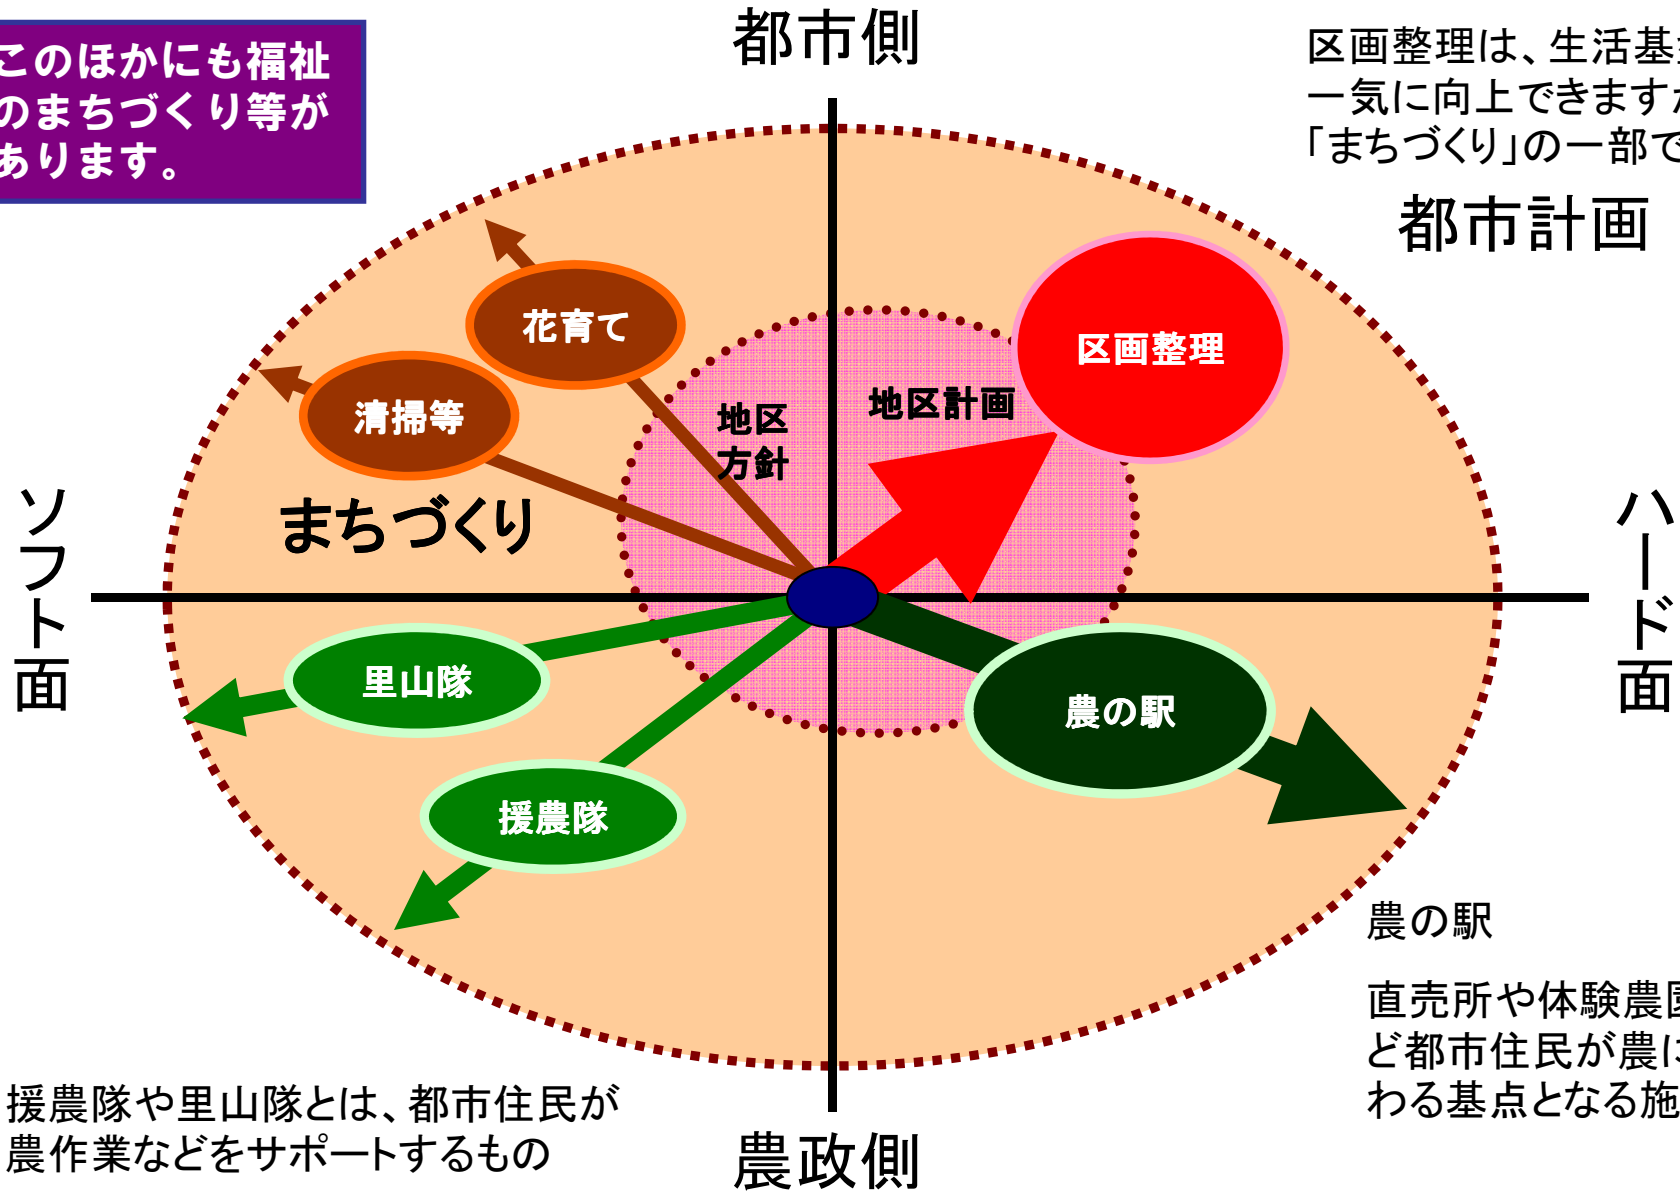 都市側
このほかにも福祉
のまちづくり等が
あります。
区画整理は、生活基
一気に向上できますが
「まちづくり」の一部で
都市計画
花育て
区画整理
清掃等
地区
方針
地区計画
まちづくり
ソフト面
ハード面
里山隊
農の駅
援農隊
農の駅
直売所や体験農園
ど都市住民が農に
わる基点となる施
援農隊や里山隊とは、都市住民が
農作業などをサポートするもの
農政側